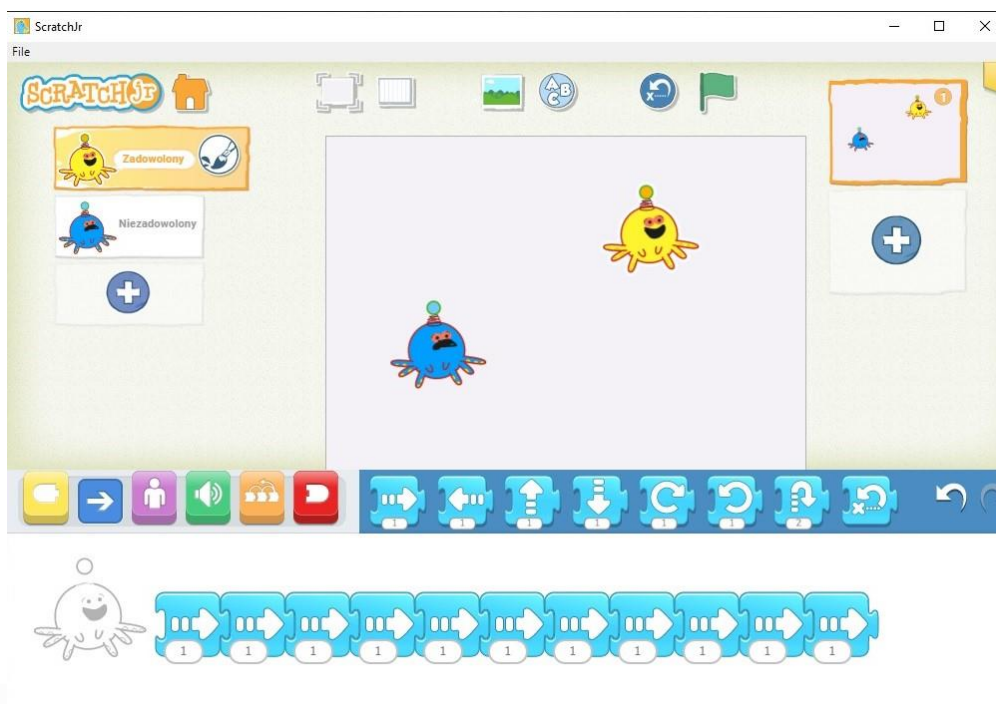 ScratchJr
File
SCRATCHJr
ABC
x
1
Zadowolony
Niezadowolony
1 1 1 1 1 1 2 x
1 1 1 1 1 1 1 1 1 1 1